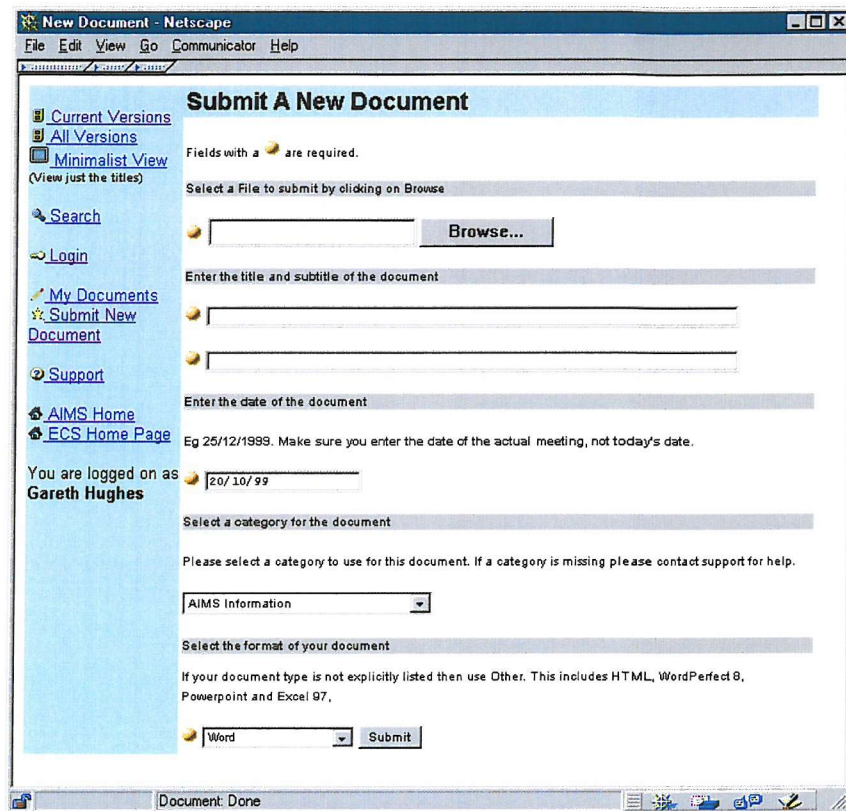 New Document - Netscape
File Edit View Go Communicator Help
Current Versions
All Versions
Minimalist View
(View just the titles)
Search
Login
My Documents
Submit New
Document
Support
AIMS Home
ECS Home Page
You are logged on as
Gareth Hughes
Submit A New Document
Fields with a are required.
Select a File to submit by clicking on Browse
Browse...
Enter the title and subtitle of the document
Enter the date of the document
Eg 25/12/1999. Make sure you enter the date of the actual meeting, not today's date.
20/10/99
Select a category for the document
Please select a category to use for this document. If a category is missing please contact support for help.
AIMS Information
Select the format of your document
If your document type is not explicitly listed then use Other. This includes HTML, WordPerfect 8,
Powerpoint and Excel 97,
Word
Submit
Document: Done